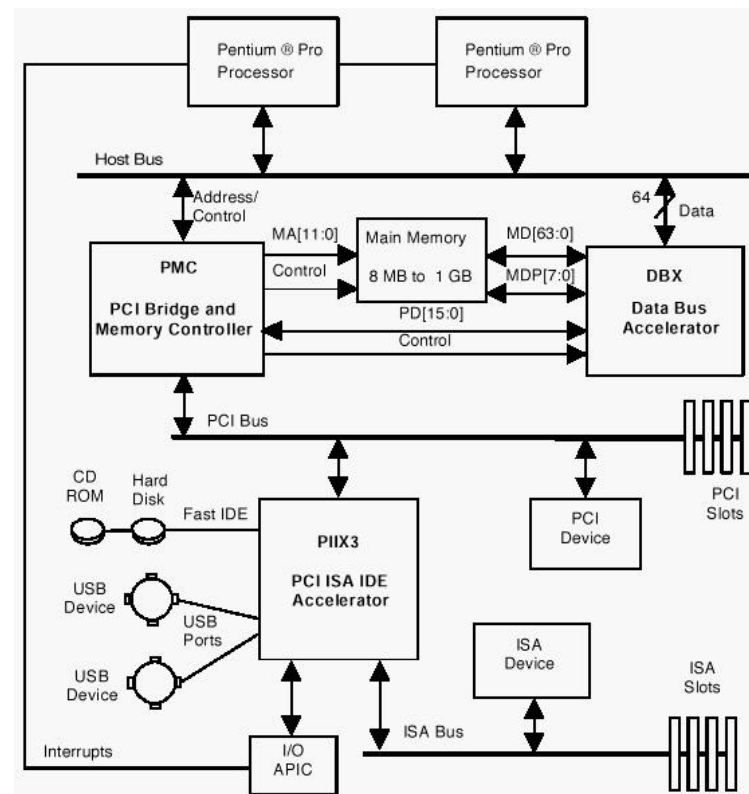 Pentium ® Pro
Processor
Pentium ® Pro
Processor
Host Bus
Address/
Control
64
Data
MA[11:0]
Control
Main Memory
8 MB to 1 GB
MD[63:0]
MDP[7:0]
PMC
PCI Bridge and
Memory Controller
DBX
Data Bus
Accelerator
PD[15:0]
Control
PCI Bus
CD
ROM
Hard
Disk
Fast IDE
PIIX3
PCI ISA IDE
Accelerator
PCI
Device
PCI
Slots
USB
Device
USB
Ports
USB
Device
ISA
Device
ISA
Slots
Interrupts
I/O
APIC
ISA Bus